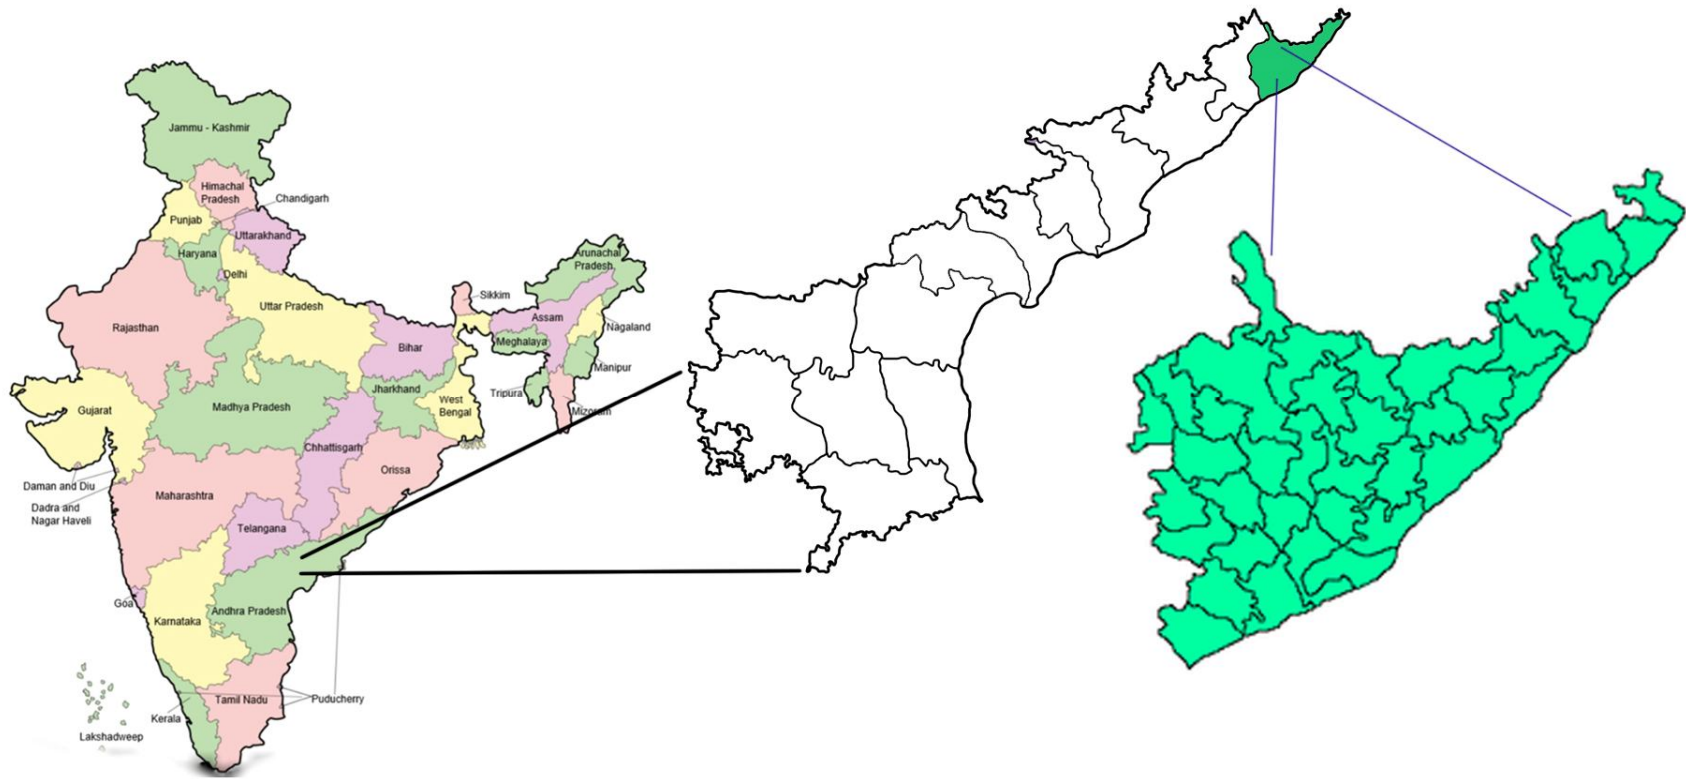 Jammu - Kashmir
Himachal
Pradesh
Chandigarh
Punjab
Uttarakhand
Haryana
Delhi
Arunachal
Pradesh
Sikkim
Uttar Pradesh
Assam
Nagaland
Rajasthan
Meghalaya
Bihar
Manipur
Tripura
Jharkhand
West
Bengal
Mizoram
Gujarat
Madhya Pradesh
Chhattisgarh
Orissa
Daman and Diu
Maharashtra
Dadra and
Nagar Haveli
Telangana
Goa
Andhra Pradesh
Karnataka
Tamil Nadu
Puducherry
Kerala
Lakshadweep